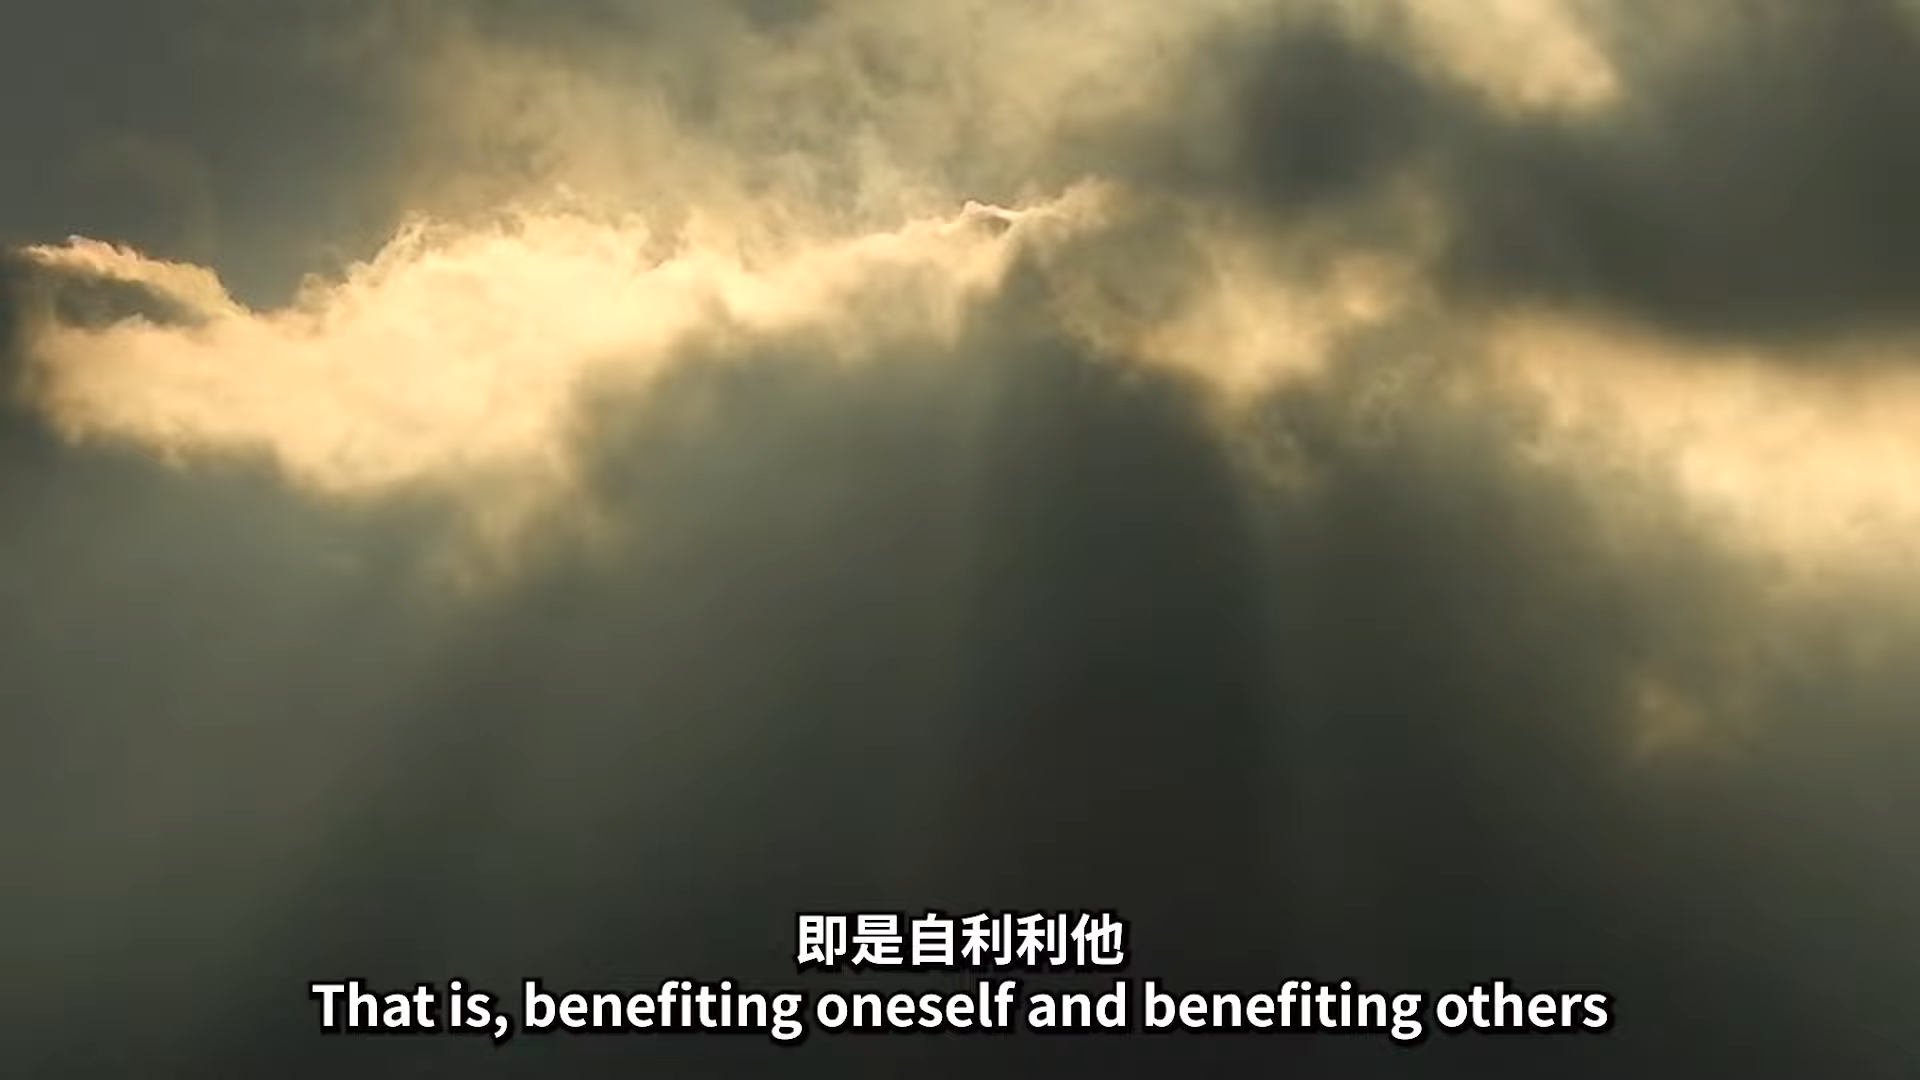 即是自利利他
That is, benefiting oneself and benefiting others